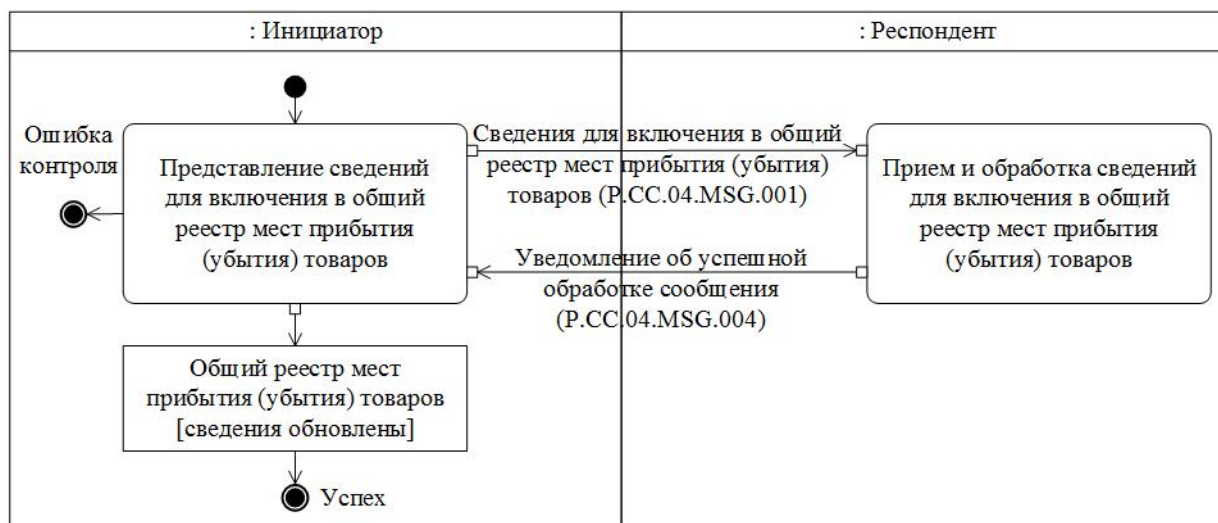 : Инициатор
: Респондент
Ошибка
контроля
Представление сведений
для включения в общий
реестр мест прибытия
(убытия) товаров
Сведения для включения в общий
реестр мест прибытия (убытия)
товаров (P.CC.04.MSG.001)
Прием и обработка сведений
для включения в общий
реестр мест прибытия
(убытия) товаров
Уведомление об успешной
обработке сообщения
(P.CC.04.MSG.004)
Общий реестр мест
прибытия (убытия) товаров
[сведения обновлены]
Успех